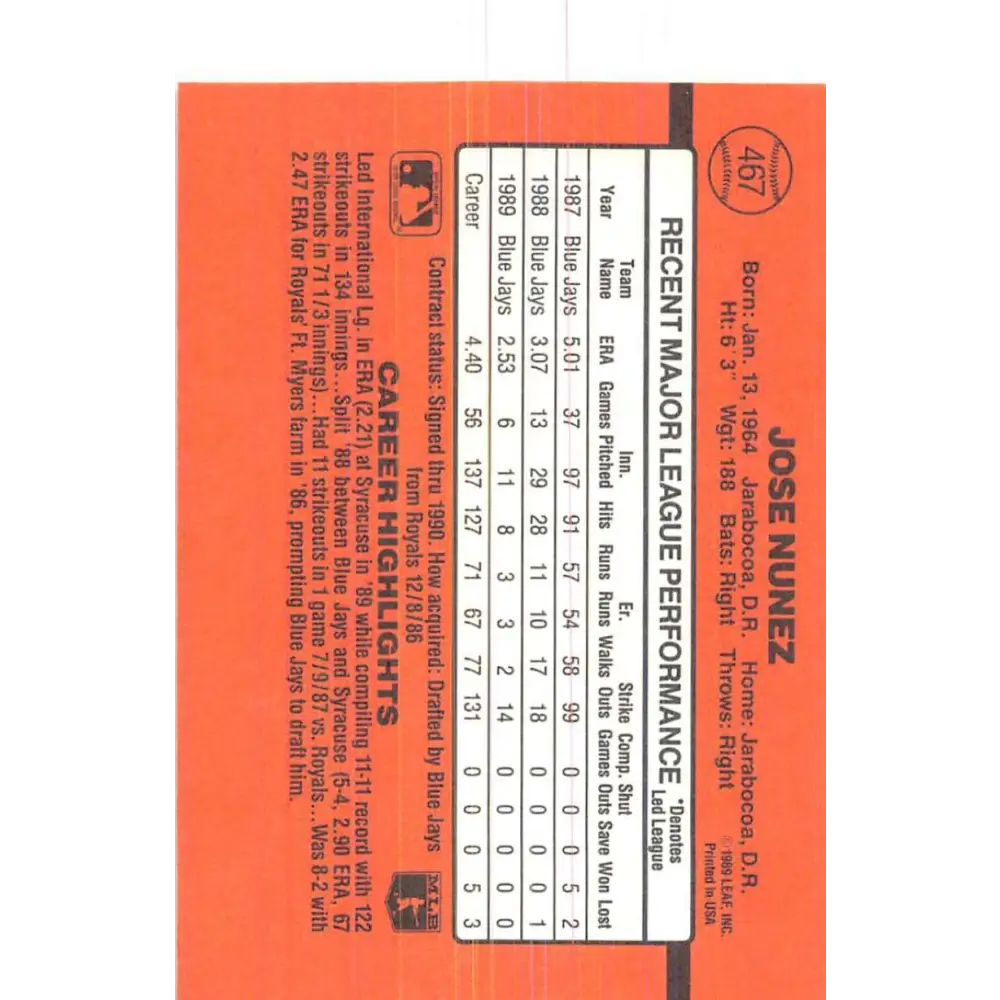 467
JOSE NUNEZ
Born: Jan. 13, 1964 Jarabocoa, D.R. Home: Jarabocoa, D.R.
Ht: 6' 3" Wgt: 188 Bats: Right Throws: Right
© 1989 LEAF, INC.
Printed in USA
RECENT MAJOR LEAGUE PERFORMANCE *Denotes Led League
Year Team Name ERA Games Inn. Pitched Hits Runs Er. Runs Walks Strike Outs Comp. Games Shut Outs Save Won Lost
1987 Blue Jays 5.01 37 97 91 57 54 58 99 0 0 0 5 2
1988 Blue Jays 3.07 13 29 28 11 10 17 18 0 0 0 0 1
1989 Blue Jays 2.53 6 11 8 3 3 2 14 0 0 0 0 0
Career 4.40 56 137 127 71 67 77 131 0 0 0 5 3
Contract status: Signed thru 1990. How acquired: Drafted by Blue Jays
from Royals 12/8/86
MLB
CAREER HIGHLIGHTS
Led International Lg. in ERA (2.21) at Syracuse in '89 while compiling 11-11 record with 122
strikeouts in 134 innings...Split '88 between Blue Jays and Syracuse (5-4, 2.90 ERA, 67
strikeouts in 71 1/3 innings)...Had 11 strikeouts in 1 game 7/9/87 vs. Royals...Was 8-2 with
2.47 ERA for Royals' Ft. Myers farm in '86, prompting Blue Jays to draft him.